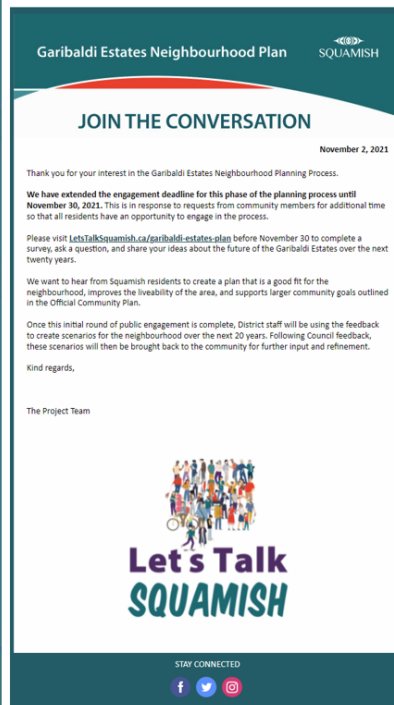 Garibaldi Estates Neighbourhood Plan
SQUAMISH
JOIN THE CONVERSATION
November 2, 2021
Thank you for your interest in the Garibaldi Estates Neighbourhood Planning Process.
We have extended the engagement deadline for this phase of the planning process until
November 30, 2021. This is in response to requests from community members for additional time
so that all residents have an opportunity to engage in the process.
Please visit LetsTalkSquamish.ca/garibaldi-estates-plan before November 30 to complete a
survey, ask a question, and share your ideas about the future of the Garibaldi Estates over the next
twenty years.
We want to hear from Squamish residents to create a plan that is a good fit for the
neighbourhood, improves the liveability of the area, and supports larger community goals outlined
in the Official Community Plan.
Once this initial round of public engagement is complete, District staff will be using the feedback
to create scenarios for the neighbourhood over the next 20 years. Following Council feedback,
these scenarios will then be brought back to the community for further input and refinement.
Kind regards,
The Project Team
Let's Talk
SQUAMISH
STAY CONNECTED